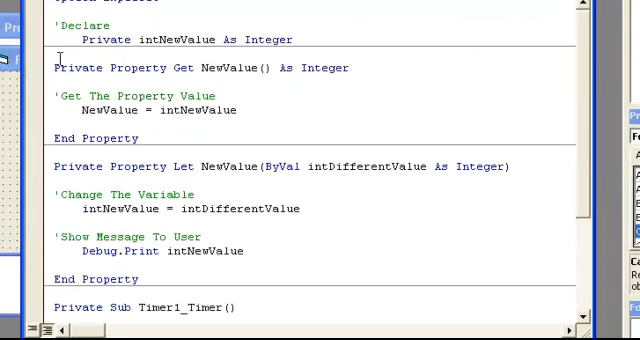 'Declare
Private intNewValue As Integer
Private Property Get NewValue() As Integer
'Get The Property Value
NewValue = intNewValue
End Property
Private Property Let NewValue(ByVal intDifferentValue As Integer)
'Change The Variable
intNewValue = intDifferentValue
'Show Message To User
Debug.Print intNewValue
End Property
Private Sub Timer1_Timer()